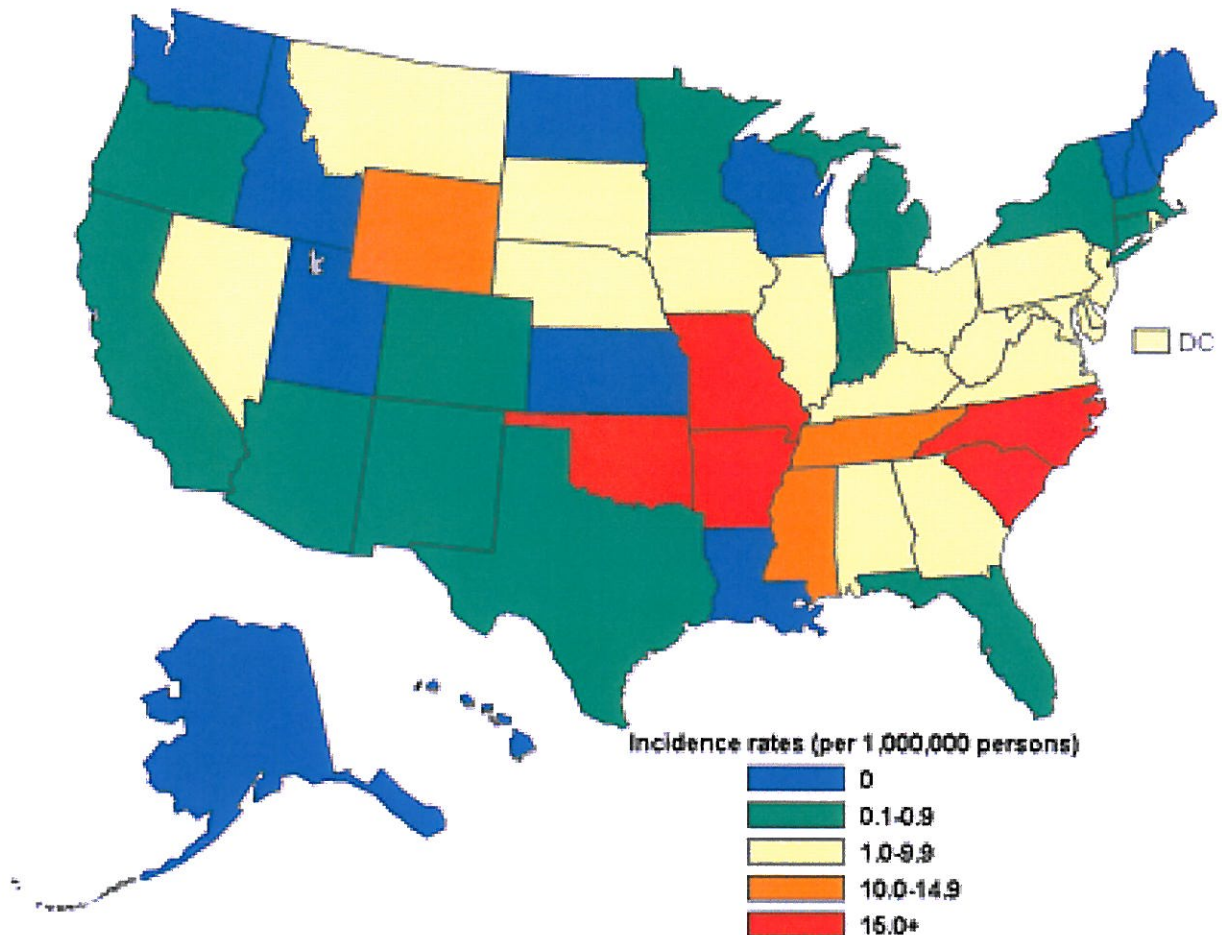 DC
Incidence rates (per 1,000,000 persons)
0
0.1-0.9
1.0-9.9
10.0-14.9
15.0+